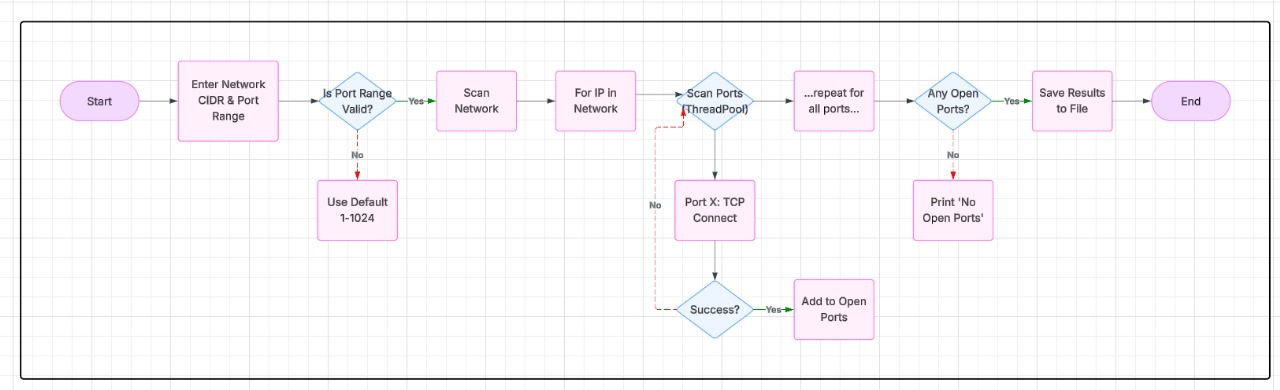 Start
Enter Network
CIDR & Port
Range
Is Port Range
Valid?
Yes
No
Use Default
1-1024
Scan
Network
For IP in
Network
Scan Ports
(ThreadPool)
Port X: TCP
Connect
Success?
No
Yes
Add to Open
Ports
...repeat for
all ports...
Any Open
Ports?
Yes
No
Print 'No
Open Ports'
Save Results
to File
End